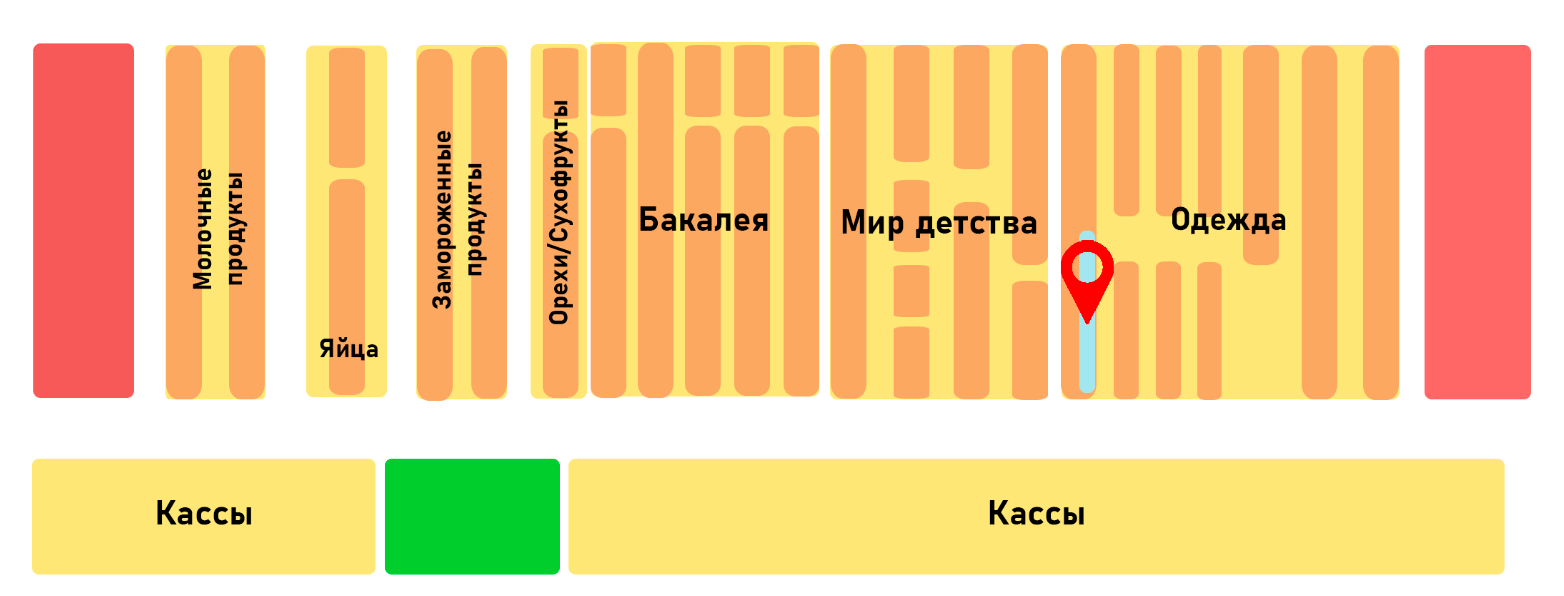 Молочные
продукты
Яйца
Замороженные
продукты
Орехи/Сухофрукты
Бакалея
Мир детства
Одежда
Кассы
Кассы